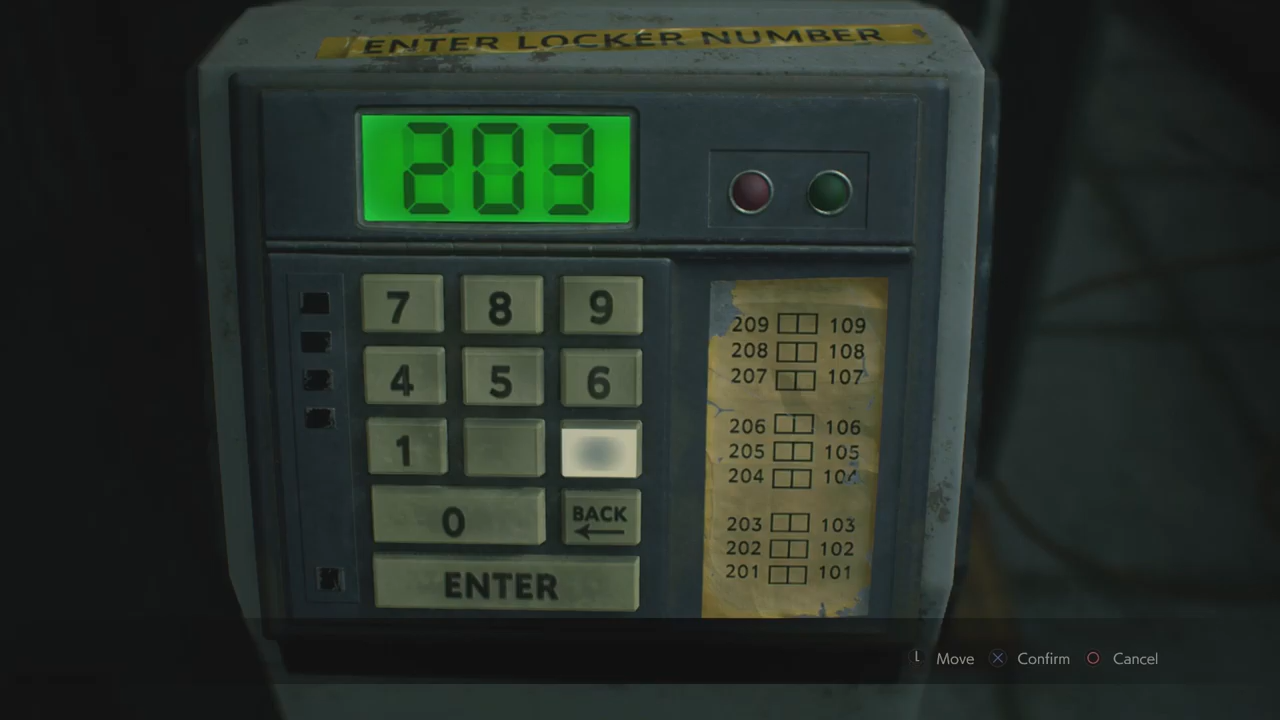 ENTER LOCKER NUMBER
203
7 8 9
4 5 6
1
0 BACK
ENTER
209 109
208 108
207 107
206 106
205 105
204 104
203 103
202 102
201 101
L Move Confirm Cancel